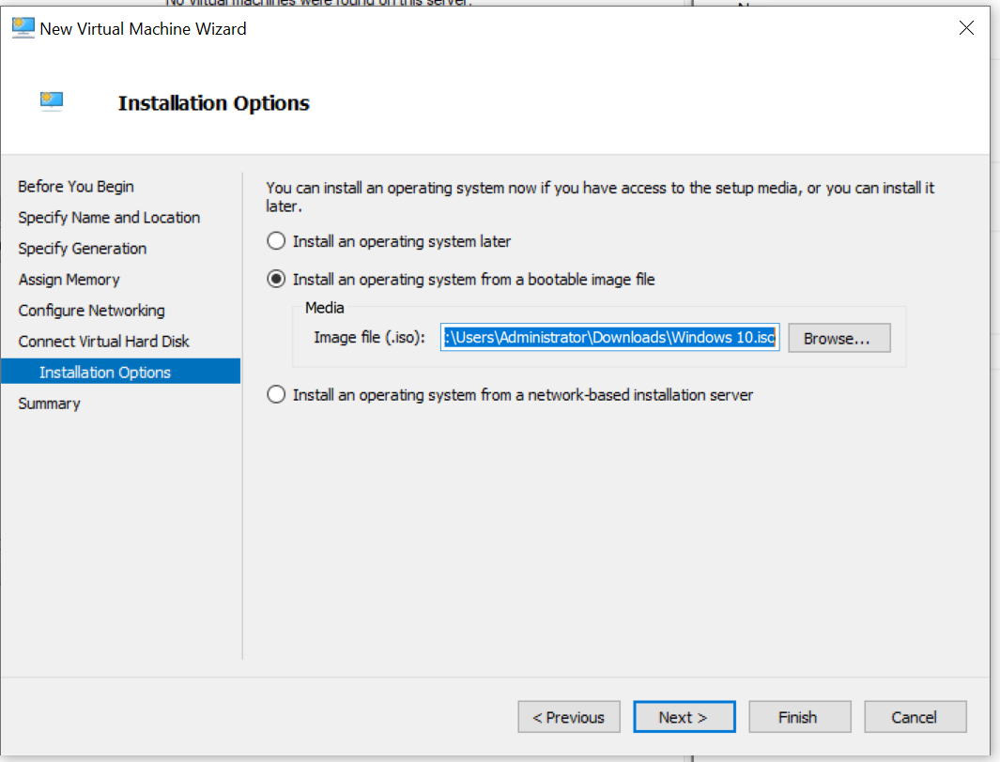 No virtual machines were found on this server.
New Virtual Machine Wizard
Installation Options
Before You Begin
Specify Name and Location
Specify Generation
Assign Memory
Configure Networking
Connect Virtual Hard Disk
Installation Options
Summary
You can install an operating system now if you have access to the setup media, or you can install it
later.
Install an operating system later
Install an operating system from a bootable image file
Media
Image file (.iso): :\Users\Administrator\Downloads\Windows 10.iso Browse...
Install an operating system from a network-based installation server
< Previous Next > Finish Cancel